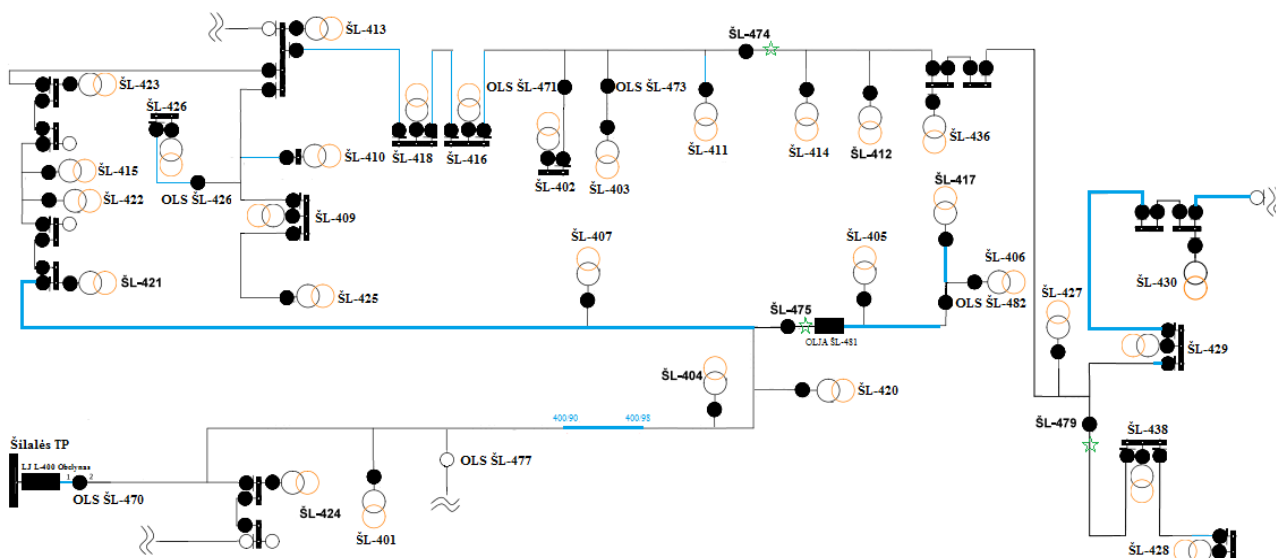 ŠL-413
ŠL-474
ŠL-423
ŠL-426
OLS ŠL-471
OLS ŠL-473
ŠL-436
ŠL-410
ŠL-418
ŠL-416
ŠL-411
ŠL-414
ŠL-412
ŠL-415
ŠL-422
OLS ŠL-426
ŠL-402
ŠL-403
ŠL-417
ŠL-409
ŠL-407
ŠL-405
ŠL-406
ŠL-421
ŠL-425
OLS
ŠL-482
ŠL-427
ŠL-430
ŠL-475
OLJA ŠL-481
ŠL-429
ŠL-404
ŠL-420
400/90
400/98
ŠL-479
ŠL-438
Šilalės TP
LJ L-400 Obelynas
1
2
OLS ŠL-477
OLS ŠL-470
ŠL-424
ŠL-401
ŠL-428